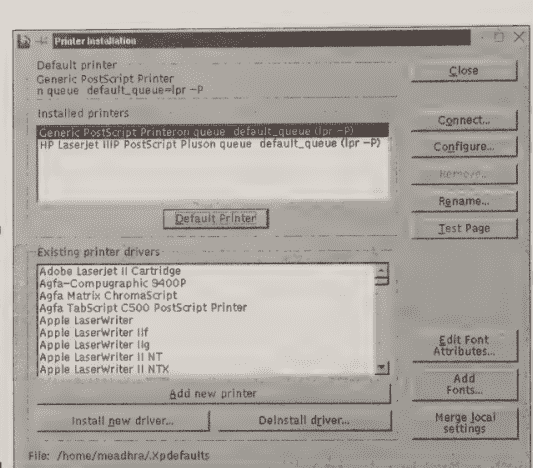 Printer Installation
Default printer
Generic PostScript Printer
n queue default_queue=lpr -P
Close
Installed printers
Generic PostScript Printeron queue default_queue (lpr -P)
HP LaserJet IIIP PostScript Pluson queue default_queue (lpr -P)
Connect...
Configure...
Remove...
Rename...
Default Printer
Test Page
Existing printer drivers
Adobe LaserJet II Cartridge
Agfa-Compugraphic 9400P
Agfa Matrix ChromaScript
Agfa TabScript C500 PostScript Printer
Apple LaserWriter
Apple LaserWriter IIf
Apple LaserWriter IIg
Apple LaserWriter II NT
Apple LaserWriter II NTX
Edit Font
Attributes...
Add new printer
Add
Fonts...
Install new driver...
Deinstall driver...
Merge local
settings
File: /home/meadhra/.Xpdefaults